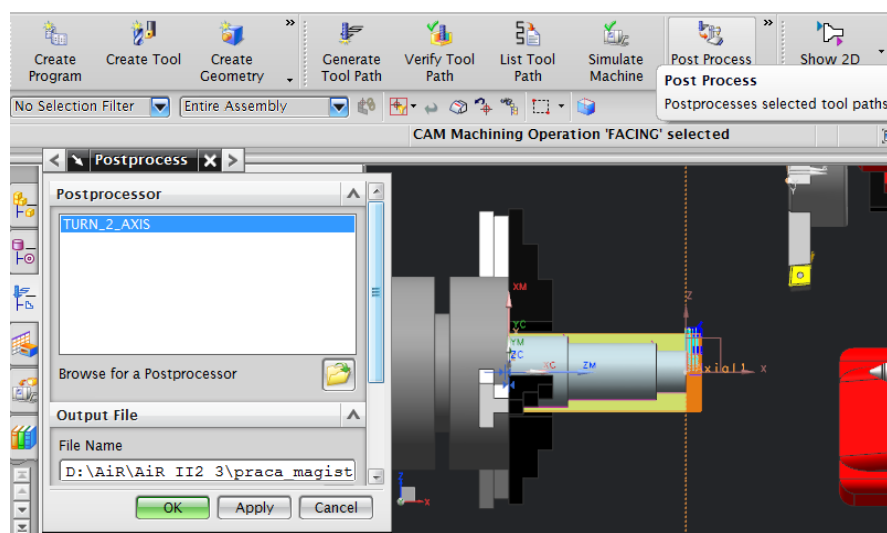 Create Program
Create Tool
Create Geometry
»
Generate Tool Path
Verify Tool Path
List Tool Path
Simulate Machine
Post Process
»
Show 2D
Post Process
Postprocesses selected tool paths
No Selection Filter
Entire Assembly
CAM Machining Operation 'FACING' selected
Postprocess
Postprocessor
TURN_2_AXIS
Browse for a Postprocessor
Output File
File Name
D:\AiR\AiR II2 3\praca_magist
OK
Apply
Cancel
XM
YC
YM
ZC
XC
ZM
Z
Axial1
X
Y
Z
X